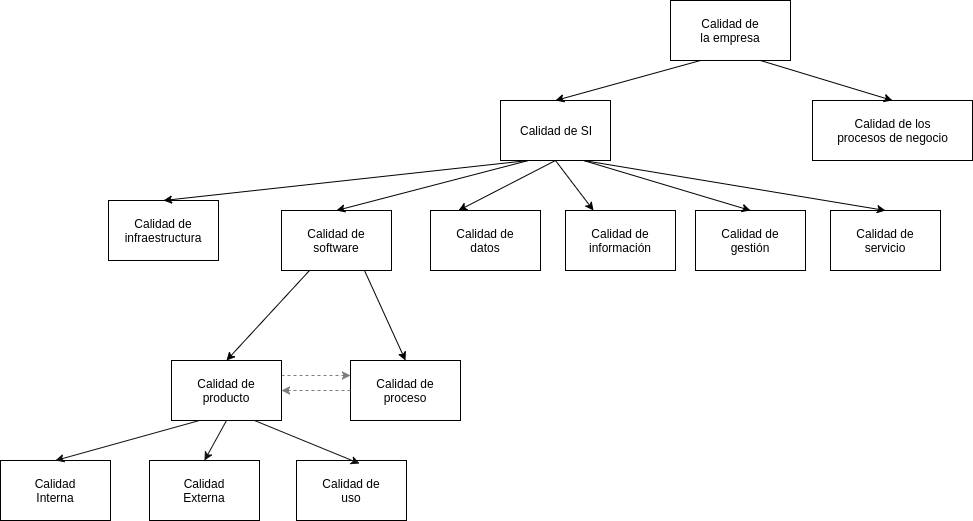 Calidad de
la empresa
Calidad de SI
Calidad de los
procesos de negocio
Calidad de
infraestructura
Calidad de
software
Calidad de
datos
Calidad de
información
Calidad de
gestión
Calidad de
servicio
Calidad de
producto
Calidad de
proceso
Calidad
Interna
Calidad
Externa
Calidad de
uso